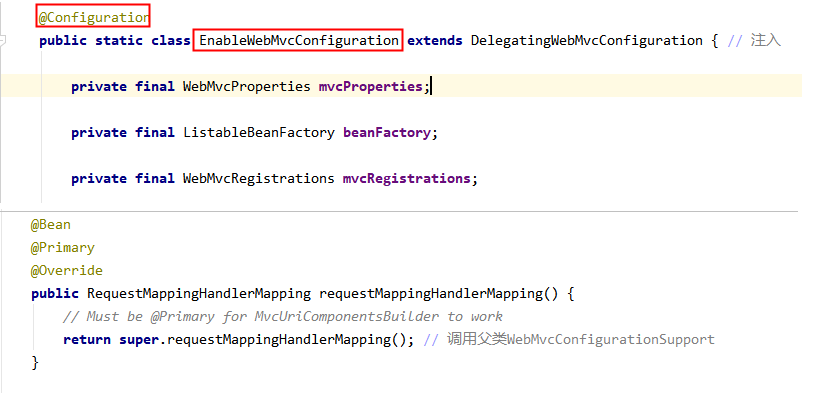 @Configuration
public static class EnableWebMvcConfiguration extends DelegatingWebMvcConfiguration { // 注入
private final WebMvcProperties mvcProperties;
private final ListableBeanFactory beanFactory;
private final WebMvcRegistrations mvcRegistrations;
@Bean
@Primary
@Override
public RequestMappingHandlerMapping requestMappingHandlerMapping() {
// Must be @Primary for MvcUriComponentsBuilder to work
return super.requestMappingHandlerMapping(); // 调用父类WebMvcConfigurationSupport
}